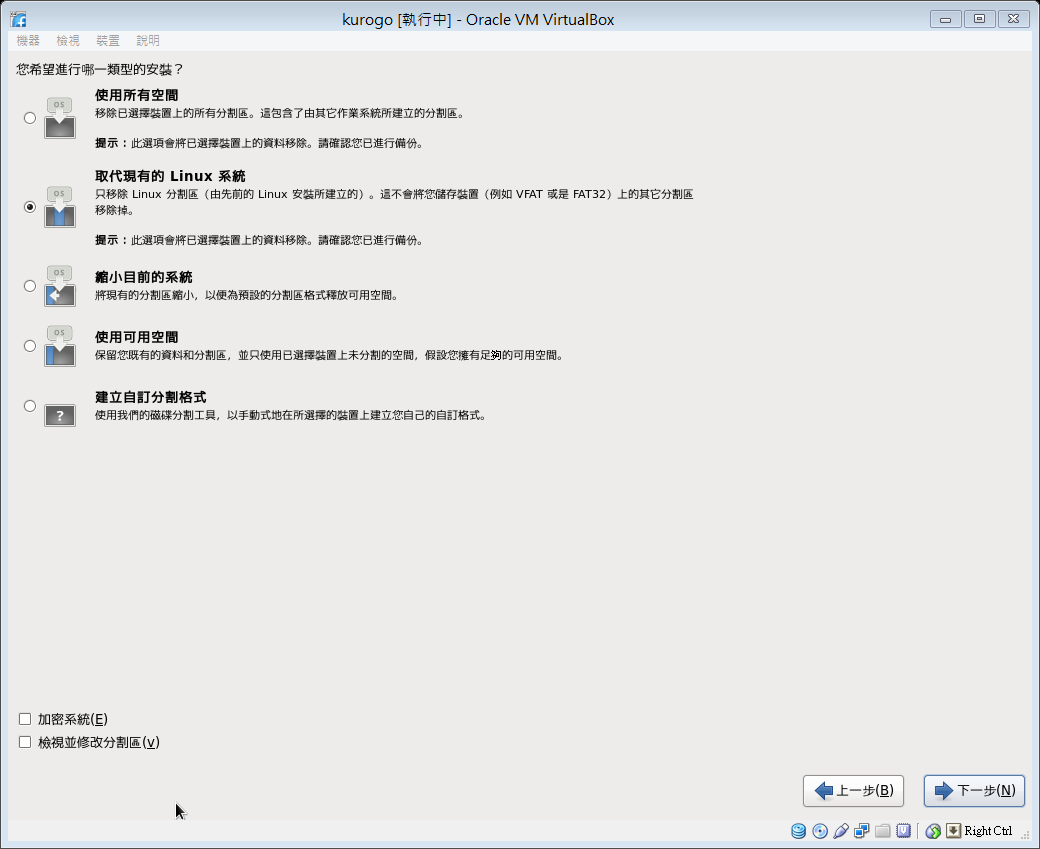 kurogo [執行中] - Oracle VM VirtualBox
機器 檢視 裝置 說明
您希望進行哪一類型的安裝？
OS
使用所有空間
移除已選擇裝置上的所有分割區。這包含了由其它作業系統所建立的分割區。
提示：此選項會將已選擇裝置上的資料移除。請確認您已進行備份。
OS
取代現有的 Linux 系統
只移除 Linux 分割區（由先前的 Linux 安裝所建立的）。這不會將您儲存裝置（例如 VFAT 或是 FAT32）上的其它分割區
移除掉。
提示：此選項會將已選擇裝置上的資料移除。請確認您已進行備份。
OS
縮小目前的系統
將現有的分割區縮小，以便為預設的分割區格式釋放可用空間。
OS
使用可用空間
保留您既有的資料和分割區，並只使用已選擇裝置上未分割的空間，假設您擁有足夠的可用空間。
?
建立自訂分割格式
使用我們的磁碟分割工具，以手動式地在所選擇的裝置上建立您自己的自訂格式。
加密系統(E)
檢視並修改分割區(v)
上一步(B) 下一步(N)
Right Ctrl